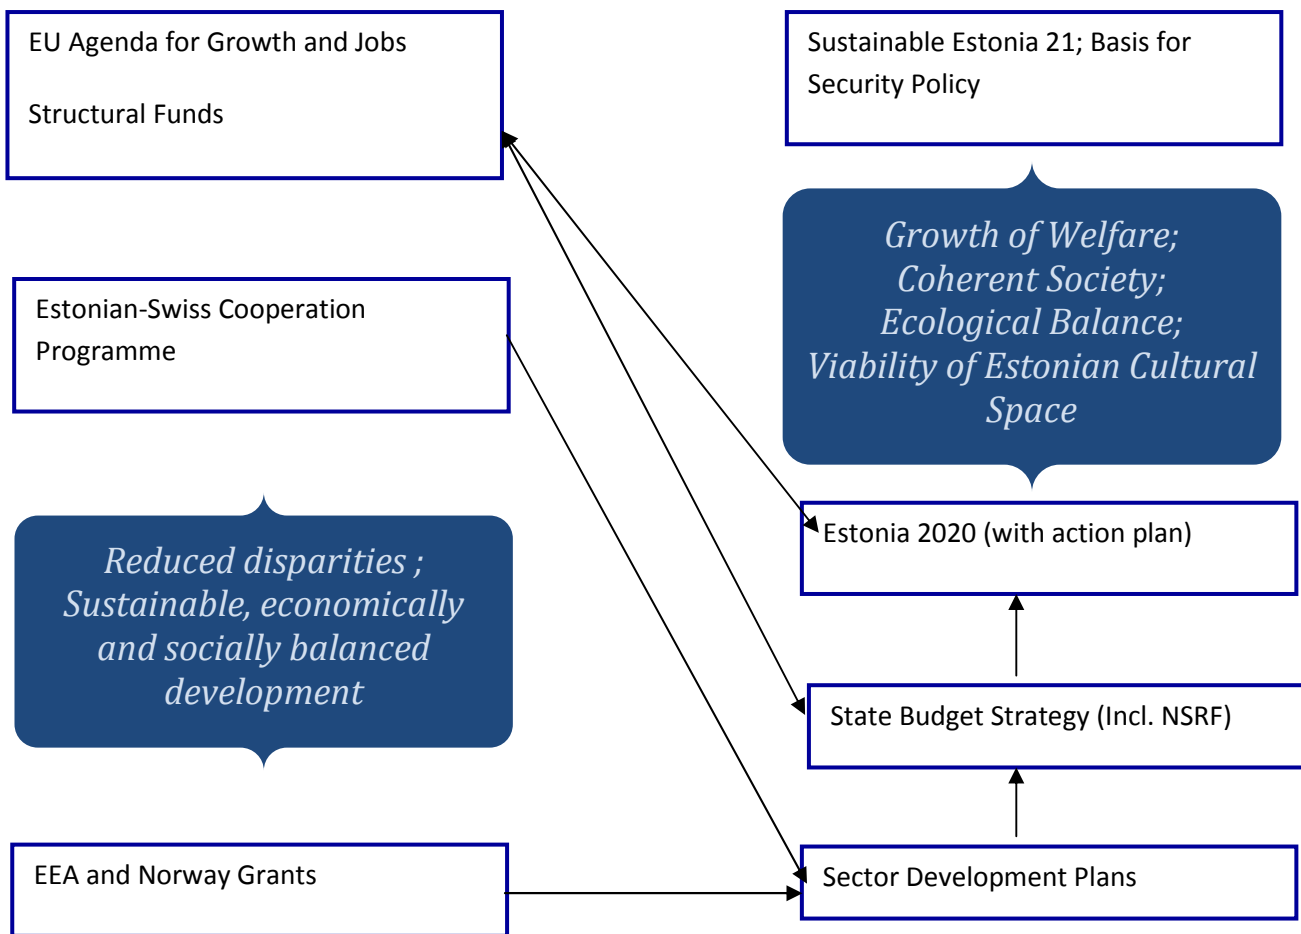 EU Agenda for Growth and Jobs
Structural Funds
Sustainable Estonia 21; Basis for
Security Policy
Growth of Welfare;
Coherent Society;
Ecological Balance;
Viability of Estonian Cultural
Space
Estonian-Swiss Cooperation
Programme
Reduced disparities ;
Sustainable, economically
and socially balanced
development
Estonia 2020 (with action plan)
State Budget Strategy (Incl. NSRF)
EEA and Norway Grants
Sector Development Plans